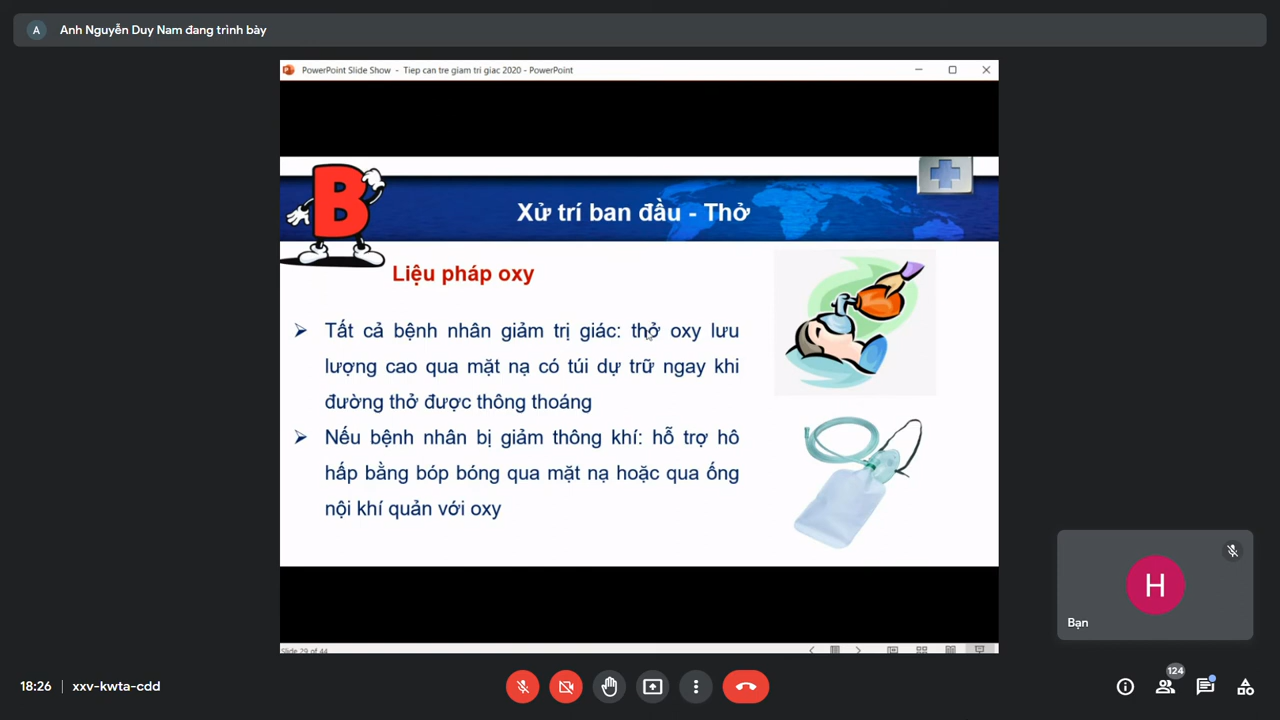 A Anh Nguyễn Duy Nam đang trình bày
PowerPoint Slide Show - Tiep can tre giam tri giac 2020 - PowerPoint
B
Xử trí ban đầu - Thở
Liệu pháp oxy
Tất cả bệnh nhân giảm trị giác: thở oxy lưu
lượng cao qua mặt nạ có túi dự trữ ngay khi
đường thở được thông thoáng
Nếu bệnh nhân bị giảm thông khí: hỗ trợ hô
hấp bằng bóp bóng qua mặt nạ hoặc qua ống
nội khí quản với oxy
Slide 29 of 44
H
Bạn
18:26 | xxv-kwta-cdd
124